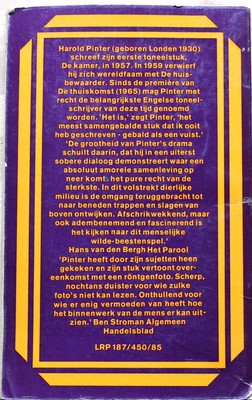 Harold Pinter (geboren Londen 1930)
schreef zijn eerste toneelstuk,
De kamer, in 1957. In 1959 verwierf
hij zich wereldfaam met De huis-
bewaarder. Sinds de première van
De thuiskomst (1965) mag Pinter met
recht de belangrijkste Engelse toneel-
schrijver van deze tijd genoemd
worden. 'Het is,' zegt Pinter, 'het
meest samengebalde stuk dat ik ooit
heb geschreven - gebald als een vuist.'
'De grootheid van Pinter's drama
schuilt daarin, dat hij in een uiterst
sobere dialoog demonstreert waar een
absoluut amorele samenleving op
neer komt: het pure recht van de
sterkste. In dit volstrekt dierlijke
milieu is de omgang teruggebracht tot
naar beneden trappen en slagen van
boven ontwijken. Afschrikwekkend, maar
ook adembenemend en fascinerend is
het kijken naar dit menselijke
wilde-beestenspel.'
Hans van den Bergh Het Parool
'Pinter heeft door zijn sujetten heen
gekeken en zijn stuk vertoont over-
eenkomst met een röntgenfoto. Scherp,
nochtans duister voor wie zulke
foto's niet kan lezen. Onthullend voor
wie er enig vermoeden van heeft hoe
het binnenwerk van de mens er kan uit-
zien.' Ben Stroman Algemeen
Handelsblad
LRP 187/450/85